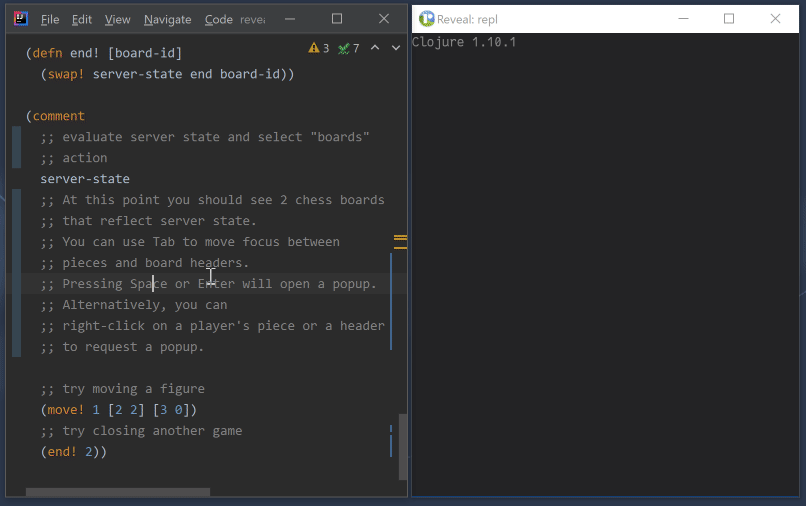 File Edit View Navigate Code revea
Reveal: repl
(defn end! [board-id]
3 7
(swap! server-state end board-id))
(comment
;; evaluate server state and select "boards"
;; action
server-state
;; At this point you should see 2 chess boards
;; that reflect server state.
;; You can use Tab to move focus between
;; pieces and board headers.
;; Pressing Space or Enter will open a popup.
;; Alternatively, you can
;; right-click on a player's piece or a header
;; to request a popup.
;; try moving a figure
(move! 1 [2 2] [3 0])
;; try closing another game
(end! 2))
Clojure 1.10.1